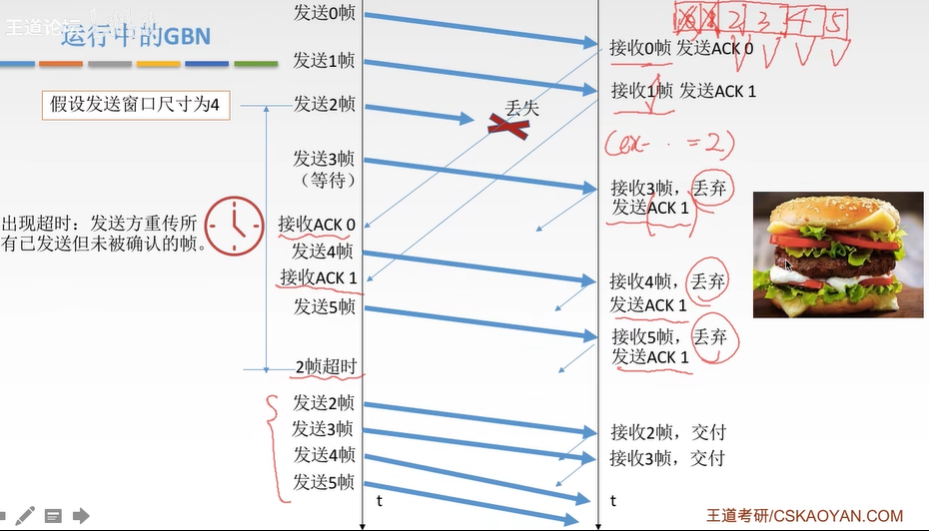 王道论坛
运行中的GBN
假设发送窗口尺寸为4
出现超时：发送方重传所
有已发送但未被确认的帧。
发送0帧
发送1帧
发送2帧
丢失
发送3帧
（等待）
接收ACK 0
发送4帧
接收ACK 1
发送5帧
2帧超时
发送2帧
发送3帧
发送4帧
发送5帧
t
2 3 4 5
接收0帧 发送ACK 0
接收1帧 发送ACK 1
= 2)
接收3帧，丢弃
发送ACK 1
接收4帧，丢弃
发送ACK 1
接收5帧，丢弃
发送ACK 1
接收2帧，交付
接收3帧，交付
t
王道考研/CSKAOYAN.COM